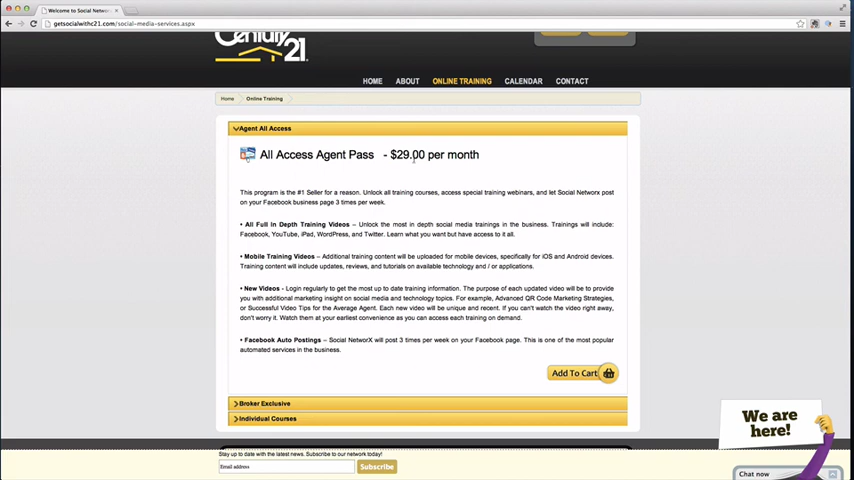 Welcome to Social Network
getsocialwithc21.com/social-media-services.aspx
Century 21
HOME ABOUT ONLINE TRAINING CALENDAR CONTACT
Home Online Training
Agent All Access
All Access Agent Pass - $29.00 per month
This program is the #1 Seller for a reason. Unlock all training courses, access special training webinars, and let Social Networx post
on your Facebook business page 3 times per week.
• All Full In Depth Training Videos – Unlock the most in depth social media trainings in the business. Trainings will include:
Facebook, YouTube, iPad, WordPress, and Twitter. Learn what you want but have access to it all.
• Mobile Training Videos – Additional training content will be uploaded for mobile devices, specifically for iOS and Android devices.
Training content will include updates, reviews, and tutorials on available technology and / or applications.
• New Videos - Login regularly to get the most up to date training information. The purpose of each updated video will be to provide
you with additional marketing insight on social media and technology topics. For example, Advanced QR Code Marketing Strategies,
or Successful Video Tips for the Average Agent. Each new video will be unique and recent. If you can't watch the video right away,
don't worry it. Watch them at your earliest convenience as you can access each training on demand.
• Facebook Auto Postings – Social NetworX will post 3 times per week on your Facebook page. This is one of the most popular
automated services in the business.
Add To Cart
Broker Exclusive
Individual Courses
We are
here!
Stay up to date with the latest news. Subscribe to our network today!
Email address Subscribe
Chat now